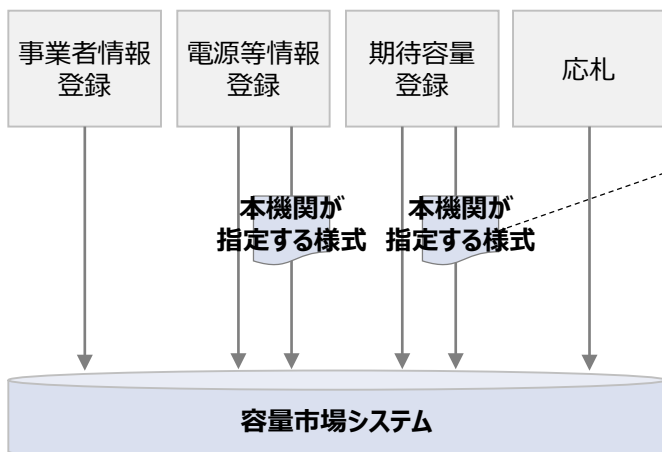 事業者情報
登録
電源等情報
登録
期待容量
登録
応札
本機関が
指定する様式
本機関が
指定する様式
容量市場システム